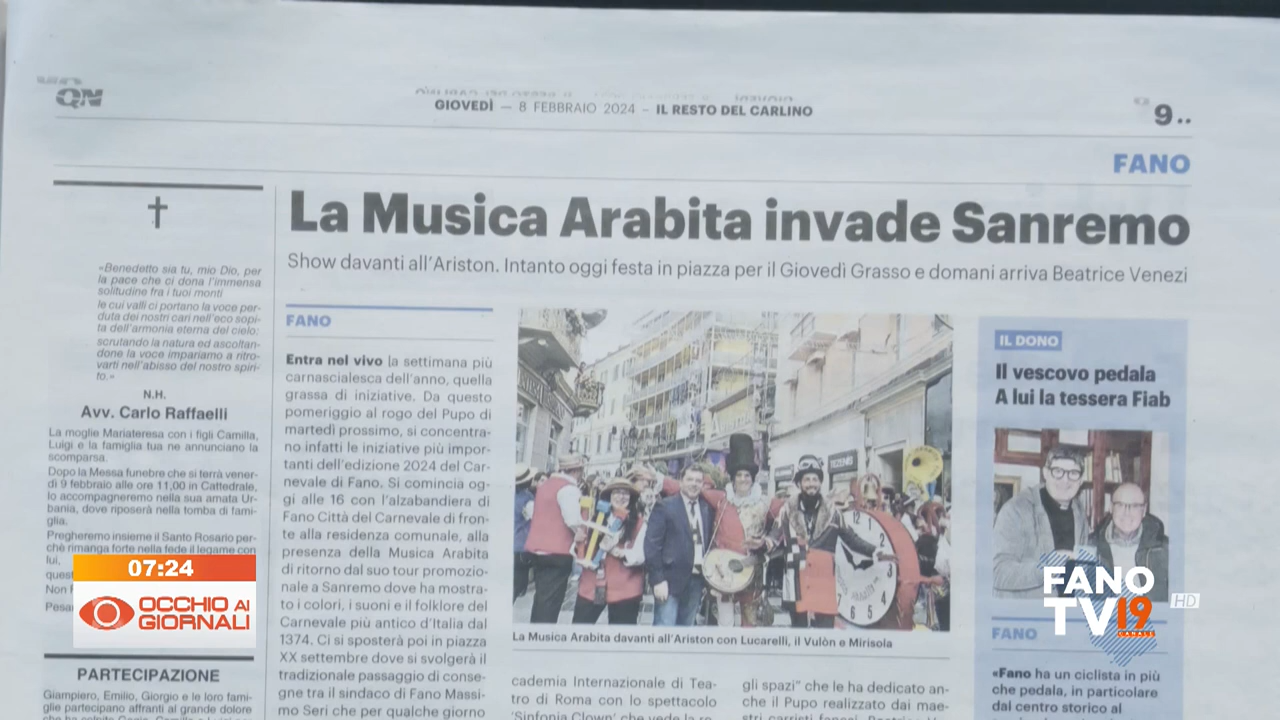 QN
GIOVEDÌ — 8 FEBBRAIO 2024 – IL RESTO DEL CARLINO
9..
FANO
«Benedetto sia tu, mio Dio, per
la pace che ci dona l'immensa
solitudine fra i tuoi monti
le cui valli ci portano la voce per-
duta dei nostri cari nell'eco sopi-
ta dell'armonia eterna del cielo;
scrutando la natura ed ascoltan-
done la voce impariamo a ritro-
varti nell'abisso del nostro spiri-
to.»
N.H.
Avv. Carlo Raffaelli
La moglie Mariateresa con i figli Camilla,
Luigi e la famiglia tua ne annunciano la
scomparsa.
Dopo la Messa funebre che si terrà vener-
dì 9 febbraio alle ore 11,00 in Cattedrale,
lo accompagneremo nella sua amata Ur-
bania, dove riposerà nella tomba di fami-
glia.
Pregheremo insieme il Santo Rosario per-
chè rimanga forte nella fede il legame con
lui,
PARTECIPAZIONE
Giampiero, Emilio, Giorgio e le loro fami-
glie partecipano affranti al grande dolore
La Musica Arabita invade Sanremo
Show davanti all'Ariston. Intanto oggi festa in piazza per il Giovedì Grasso e domani arriva Beatrice Venezi
FANO
Entra nel vivo la settimana più
carnascialesca dell'anno, quella
grassa di iniziative. Da questo
pomeriggio al rogo del Pupo di
martedì prossimo, si concentra-
no infatti le iniziative più impor-
tanti dell'edizione 2024 del Car-
nevale di Fano. Si comincia og-
gi alle 16 con l'alzabandiera di
Fano Città del Carnevale di fron-
te alla residenza comunale, alla
presenza della Musica Arabita
di ritorno dal suo tour promozio-
nale a Sanremo dove ha mostra-
to i colori, i suoni e il folklore del
Carnevale più antico d'Italia dal
1374. Ci si sposterà poi in piazza
XX settembre dove si svolgerà il
tradizionale passaggio di conse-
gne tra il sindaco di Fano Massi-
mo Seri che per qualche giorno
La Musica Arabita davanti all'Ariston con Lucarelli, il Vulòn e Mirisola
cademia Internazionale di Tea-
tro di Roma con lo spettacolo
gli spazi" che le ha dedicato an-
che il Pupo realizzato dai mae-
IL DONO
Il vescovo pedala
A lui la tessera Fiab
FANO
«Fano ha un ciclista in più
che pedala, in particolare
dal centro storico al
07:24
OCCHIO AI
GIORNALI
FANO
TV 19
CANALE
HD